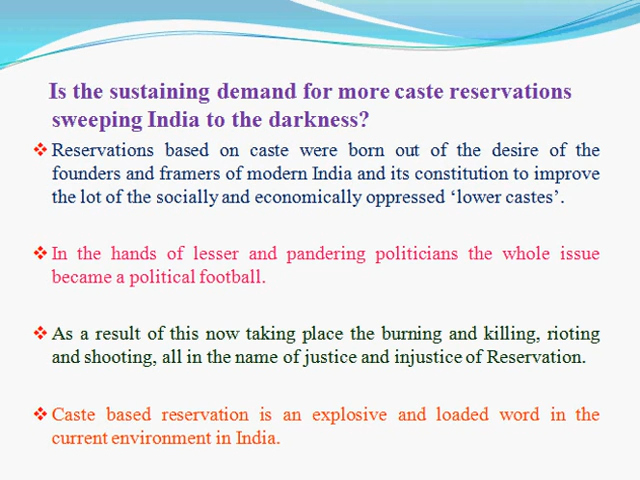 Is the sustaining demand for more caste reservations
sweeping India to the darkness?
❖ Reservations based on caste were born out of the desire of the
founders and framers of modern India and its constitution to improve
the lot of the socially and economically oppressed ‘lower castes’.
❖ In the hands of lesser and pandering politicians the whole issue
became a political football.
❖ As a result of this now taking place the burning and killing, rioting
and shooting, all in the name of justice and injustice of Reservation.
❖ Caste based reservation is an explosive and loaded word in the
current environment in India.